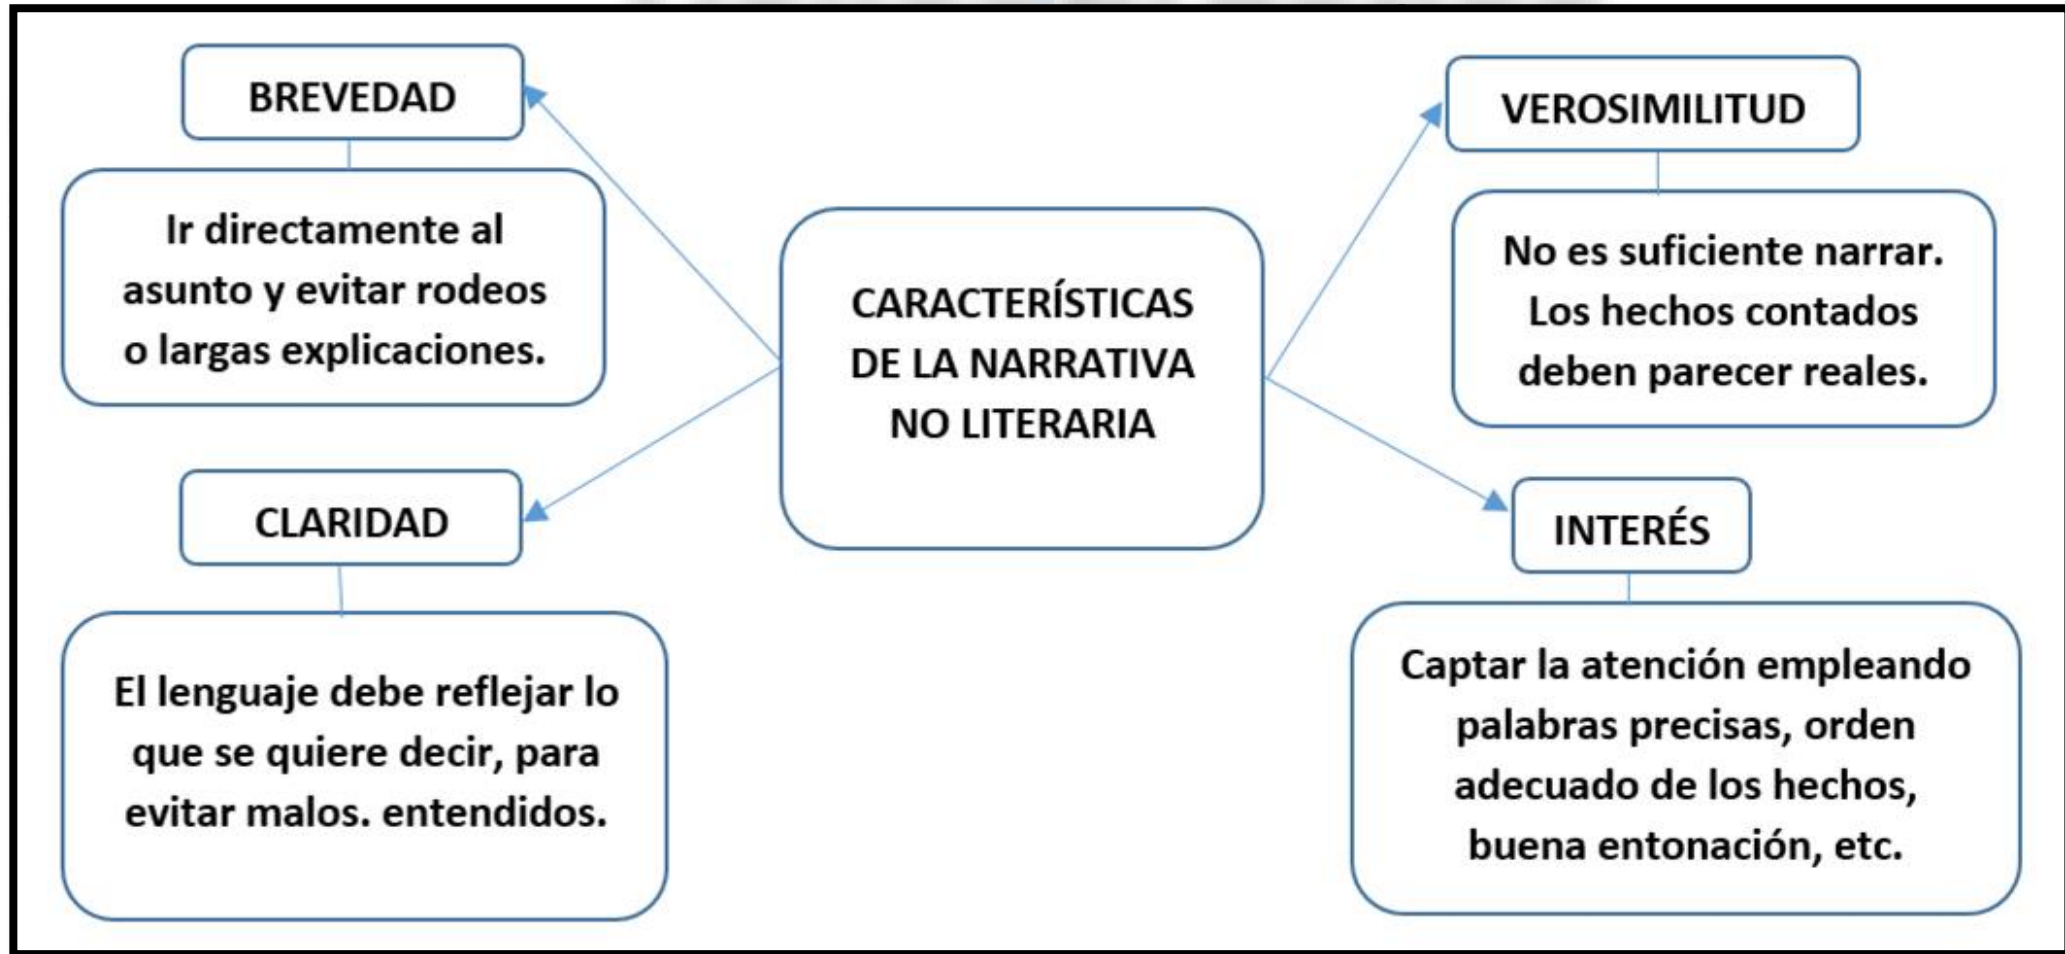 BREVEDAD
Ir directamente al
asunto y evitar rodeos
o largas explicaciones.
CLARIDAD
El lenguaje debe reflejar lo
que se quiere decir, para
evitar malos. entendidos.
CARACTERÍSTICAS
DE LA NARRATIVA
NO LITERARIA
VEROSIMILITUD
No es suficiente narrar.
Los hechos contados
deben parecer reales.
INTERÉS
Captar la atención empleando
palabras precisas, orden
adecuado de los hechos,
buena entonación, etc.